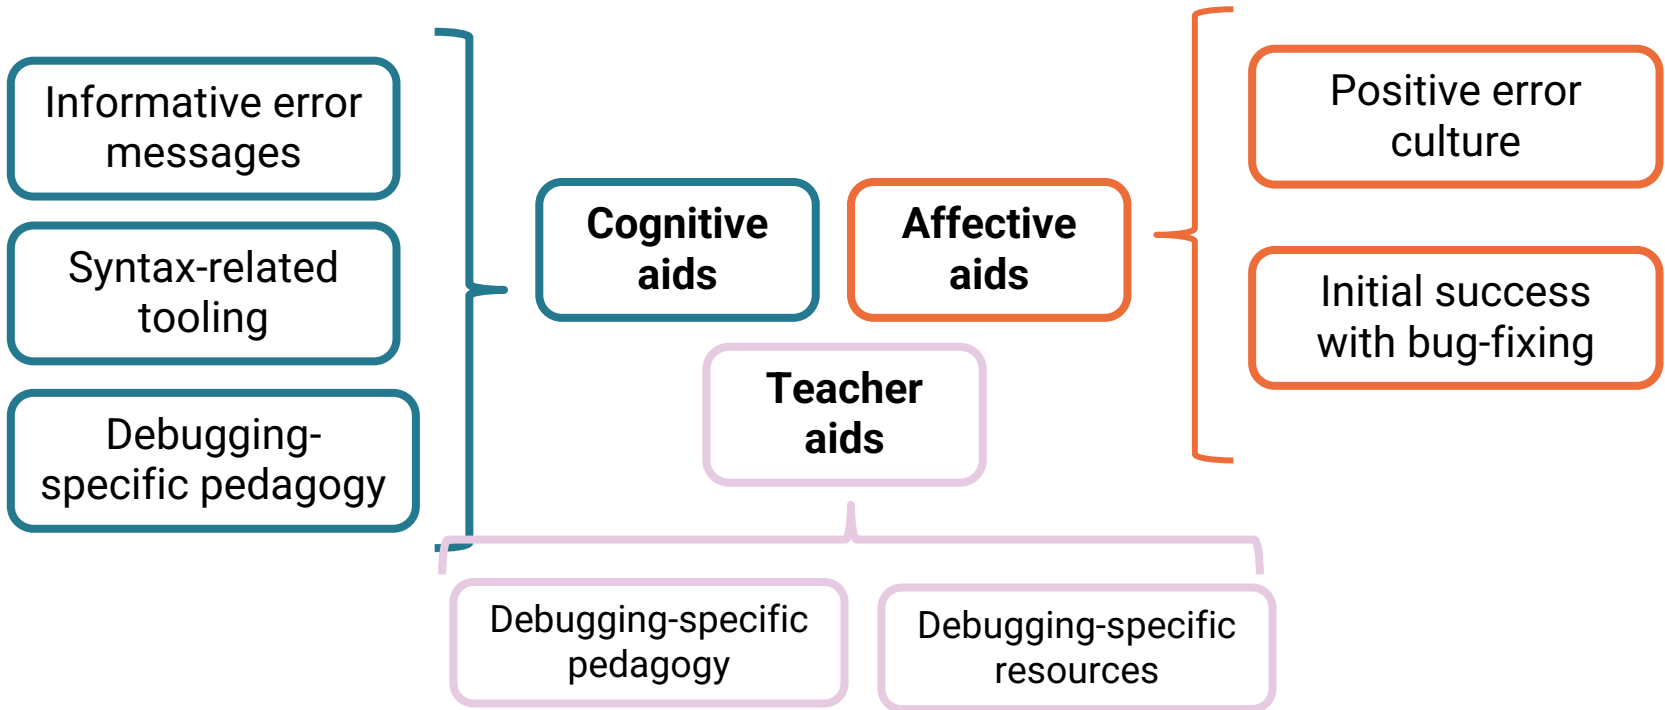 Informative error
messages
Syntax-related
tooling
Debugging-
specific pedagogy
Cognitive
aids
Affective
aids
Teacher
aids
Positive error
culture
Initial success
with bug-fixing
Debugging-specific
pedagogy
Debugging-specific
resources